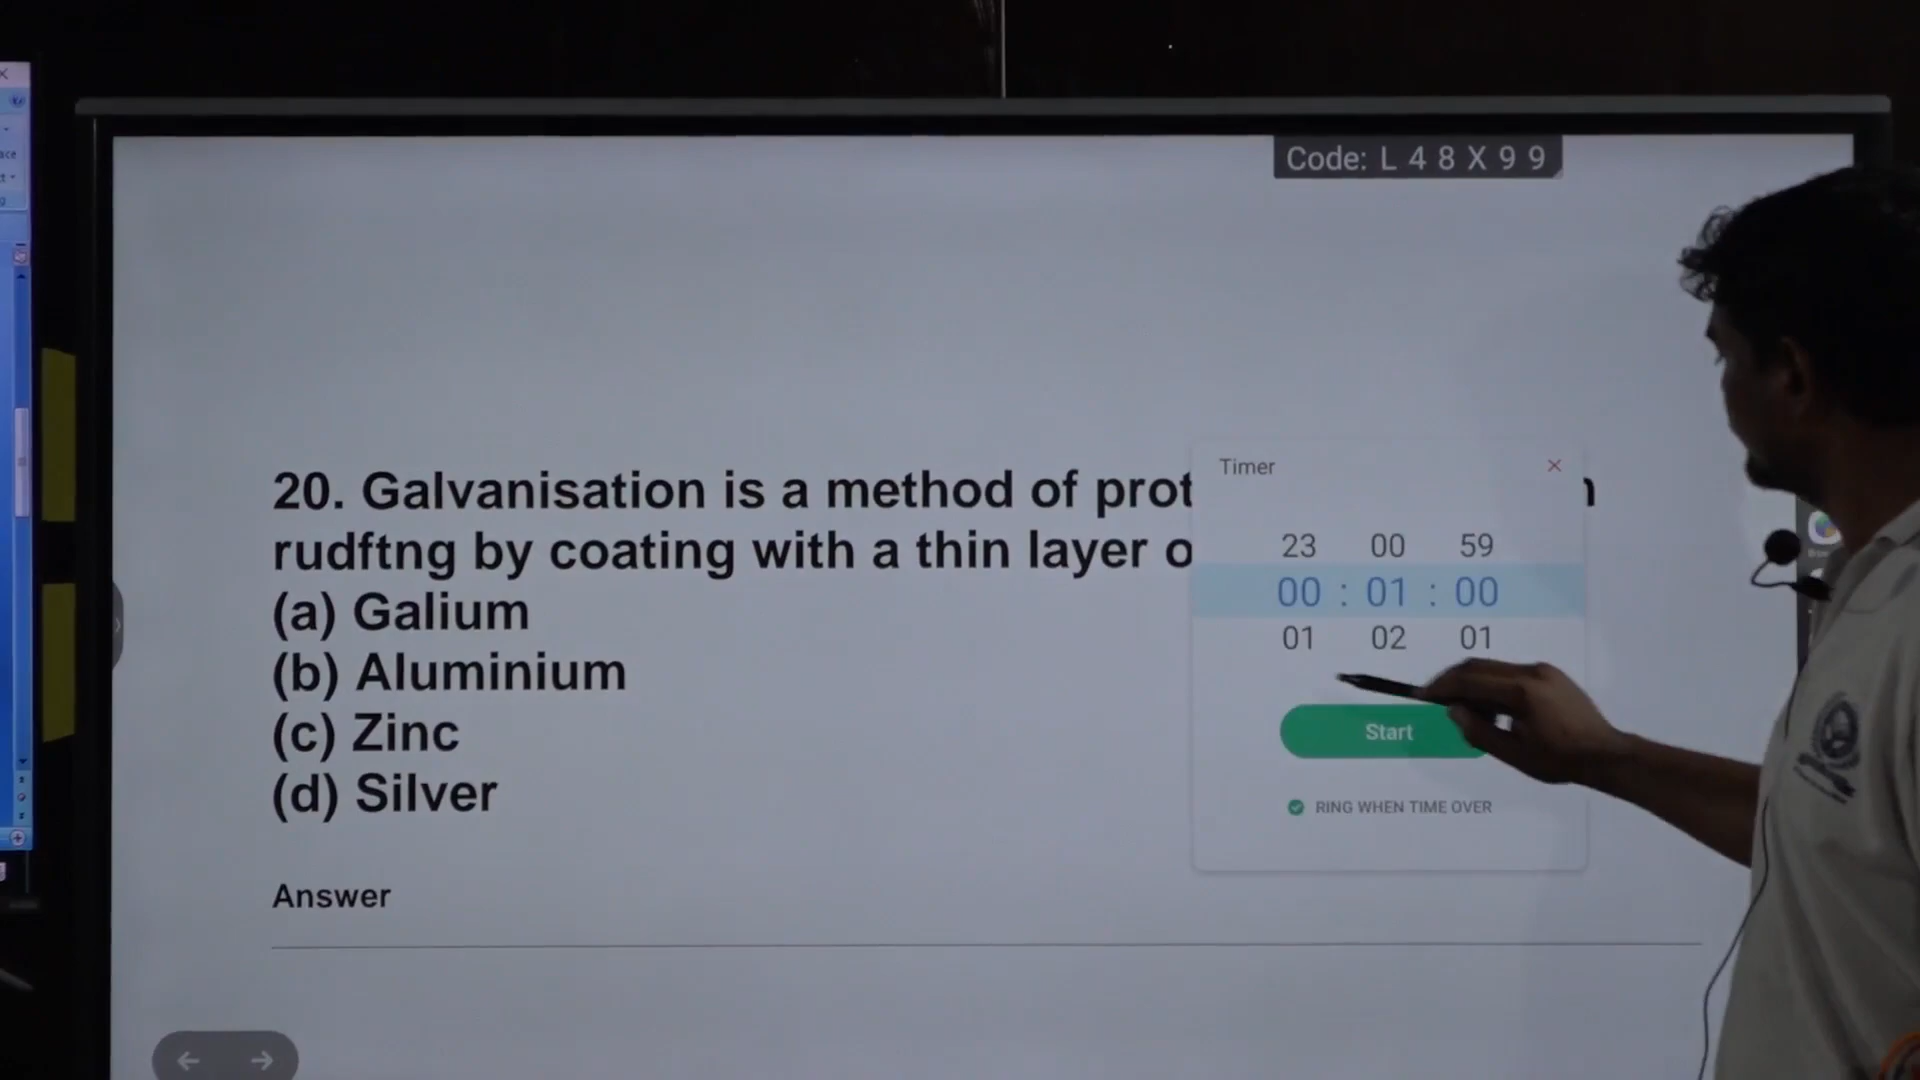 Code: L 4 8 X 9 9
20. Galvanisation is a method of prot
rudftng by coating with a thin layer o
(a) Galium
(b) Aluminium
(c) Zinc
(d) Silver
Answer
Timer
23 00 59
00 : 01 : 00
01 02 01
Start
RING WHEN TIME OVER